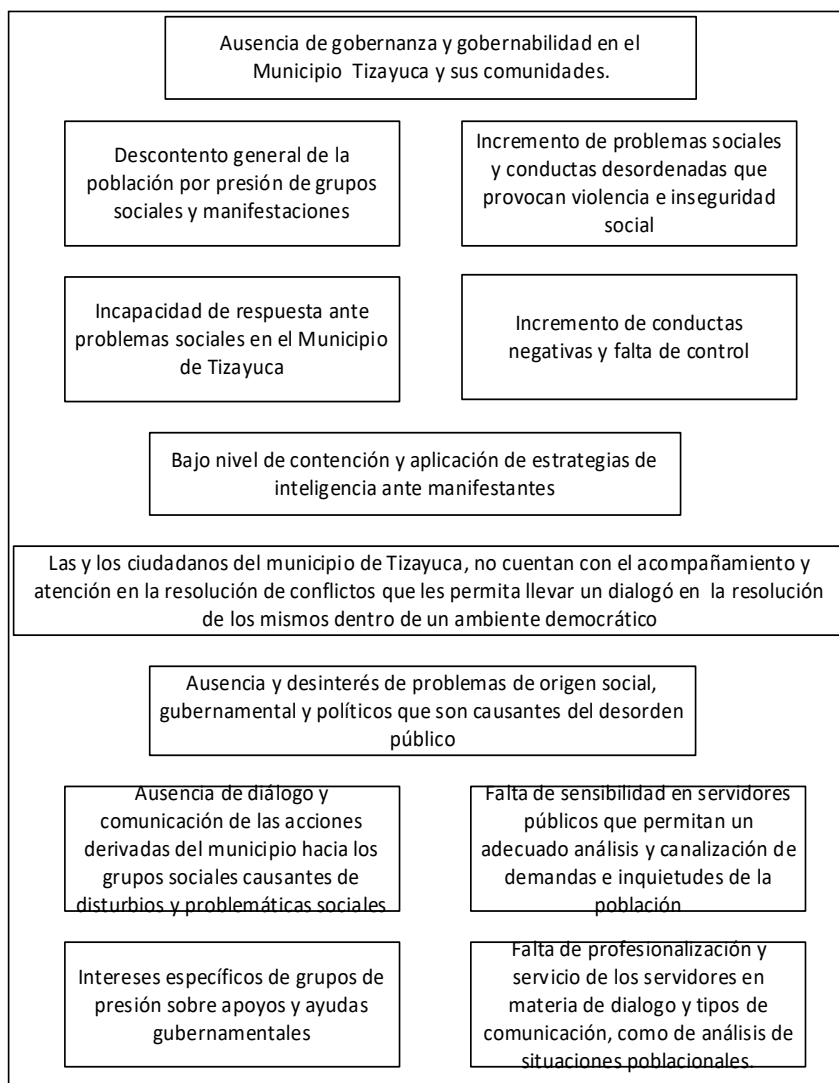 Ausencia de gobernanza y gobernabilidad en el
Municipio Tizayuca y sus comunidades.
Descontento general de la
población por presión de grupos
sociales y manifestaciones
Incremento de problemas sociales
y conductas desordenadas que
provocan violencia e inseguridad
social
Incapacidad de respuesta ante
problemas sociales en el Municipio
de Tizayuca
Incremento de conductas
negativas y falta de control
Bajo nivel de contención y aplicación de estrategias de
inteligencia ante manifestantes
Las y los ciudadanos del municipio de Tizayuca, no cuentan con el acompañamiento y
atención en la resolución de conflictos que les permita llevar un dialogó en la resolución
de los mismos dentro de un ambiente democrático
Ausencia y desinterés de problemas de origen social,
gubernamental y políticos que son causantes del desorden
público
Ausencia de diálogo y
comunicación de las acciones
derivadas del municipio hacia los
grupos sociales causantes de
disturbios y problemáticas sociales
Falta de sensibilidad en servidores
públicos que permitan un
adecuado análisis y canalización de
demandas e inquietudes de la
población
Intereses específicos de grupos de
presión sobre apoyos y ayudas
gubernamentales
Falta de profesionalización y
servicio de los servidores en
materia de dialogo y tipos de
comunicación, como de análisis de
situaciones poblacionales.